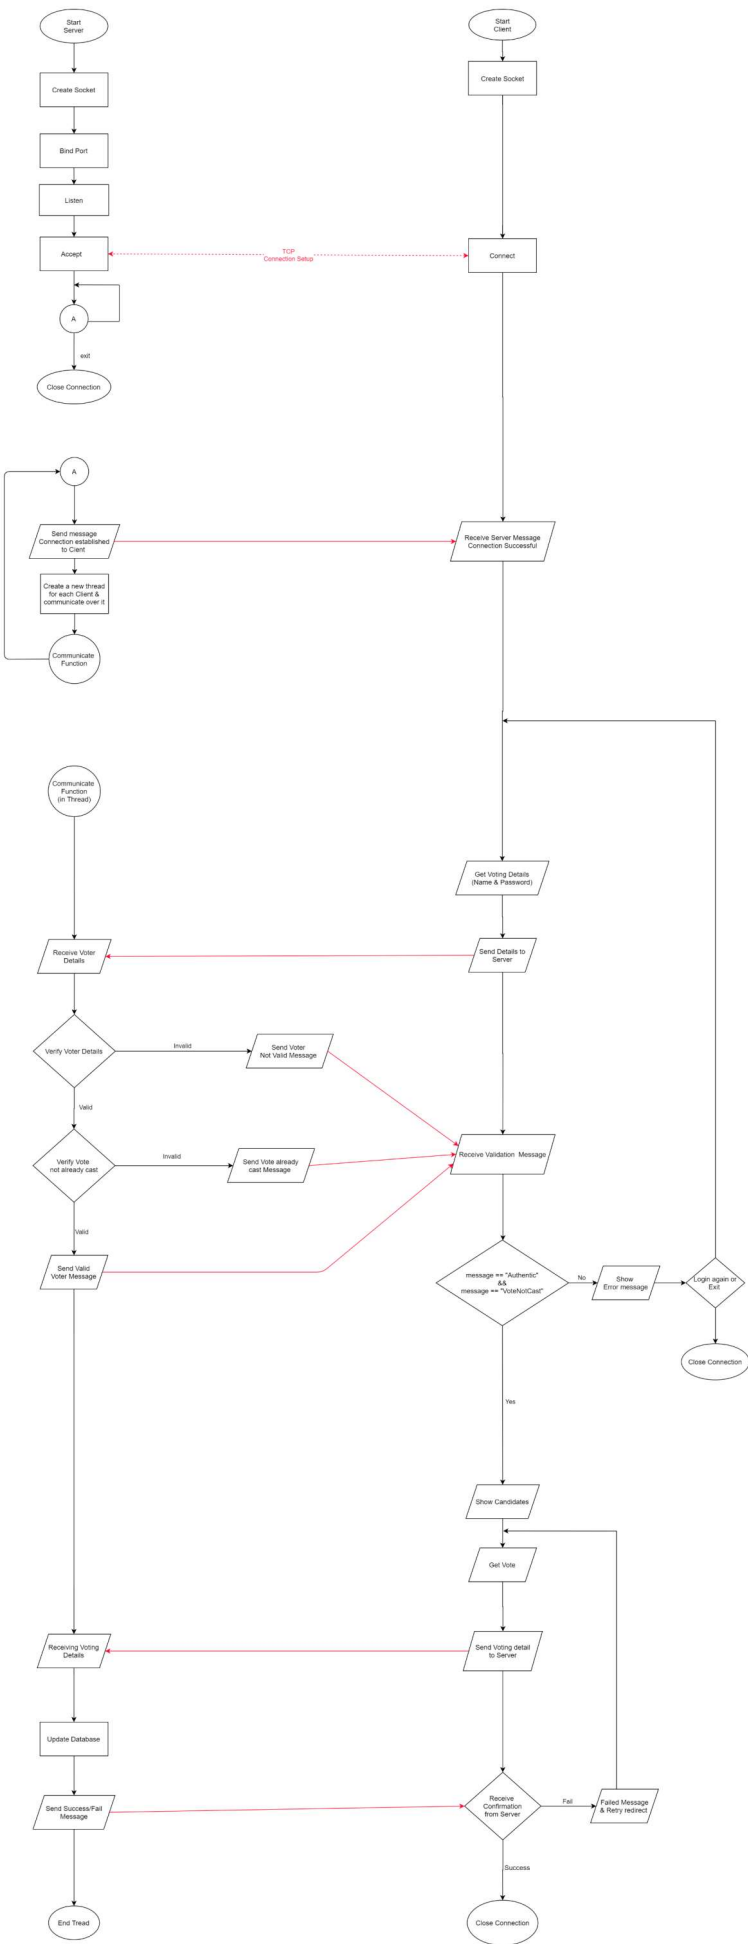 Start
Server
Start
Client
Create Socket
Create Socket
Bind Port
Listen
Accept
TCP
Connection Setup
Connect
A
exit
Close Connection
A
Send message
Connection established
to Cient
Receive Server Message
Connection Successful
Create a new thread
for each Client &
communicate over it
Communicate
Function
Communicate
Function
(in Thread)
Get Voting Details
(Name & Password)
Receive Voter
Details
Send Details to
Server
Verify Voter Details
Invalid
Send Voter
Not Valid Message
Valid
Verify Vote
not already cast
Invalid
Send Vote already
cast Message
Receive Validation Message
Valid
Send Valid
Voter Message
message == "Authentic"
&&
message == "VoteNotCast"
No
Show
Error message
Login again or
Exit
Close Connection
Yes
Show Candidates
Get Vote
Receiving Voting
Details
Send Voting detail
to Server
Update Database
Send Success/Fail
Message
Receive
Confirmation
from Server
Fail
Failed Message
& Retry redirect
Success
End Tread
Close Connection